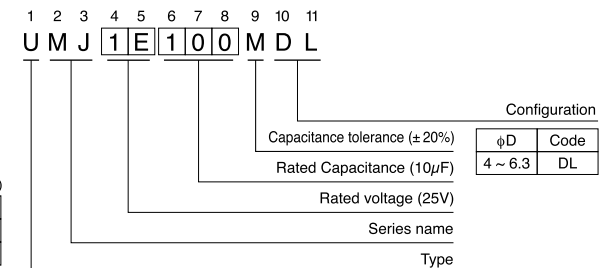 1 2 3 4 5 6 7 8 9 10 11
U M J 1 E 1 0 0 M D L
Configuration
Capacitance tolerance (± 20%)
ϕD Code
Rated Capacitance (10µF)
4 ~ 6.3 DL
Rated voltage (25V)
Series name
Type